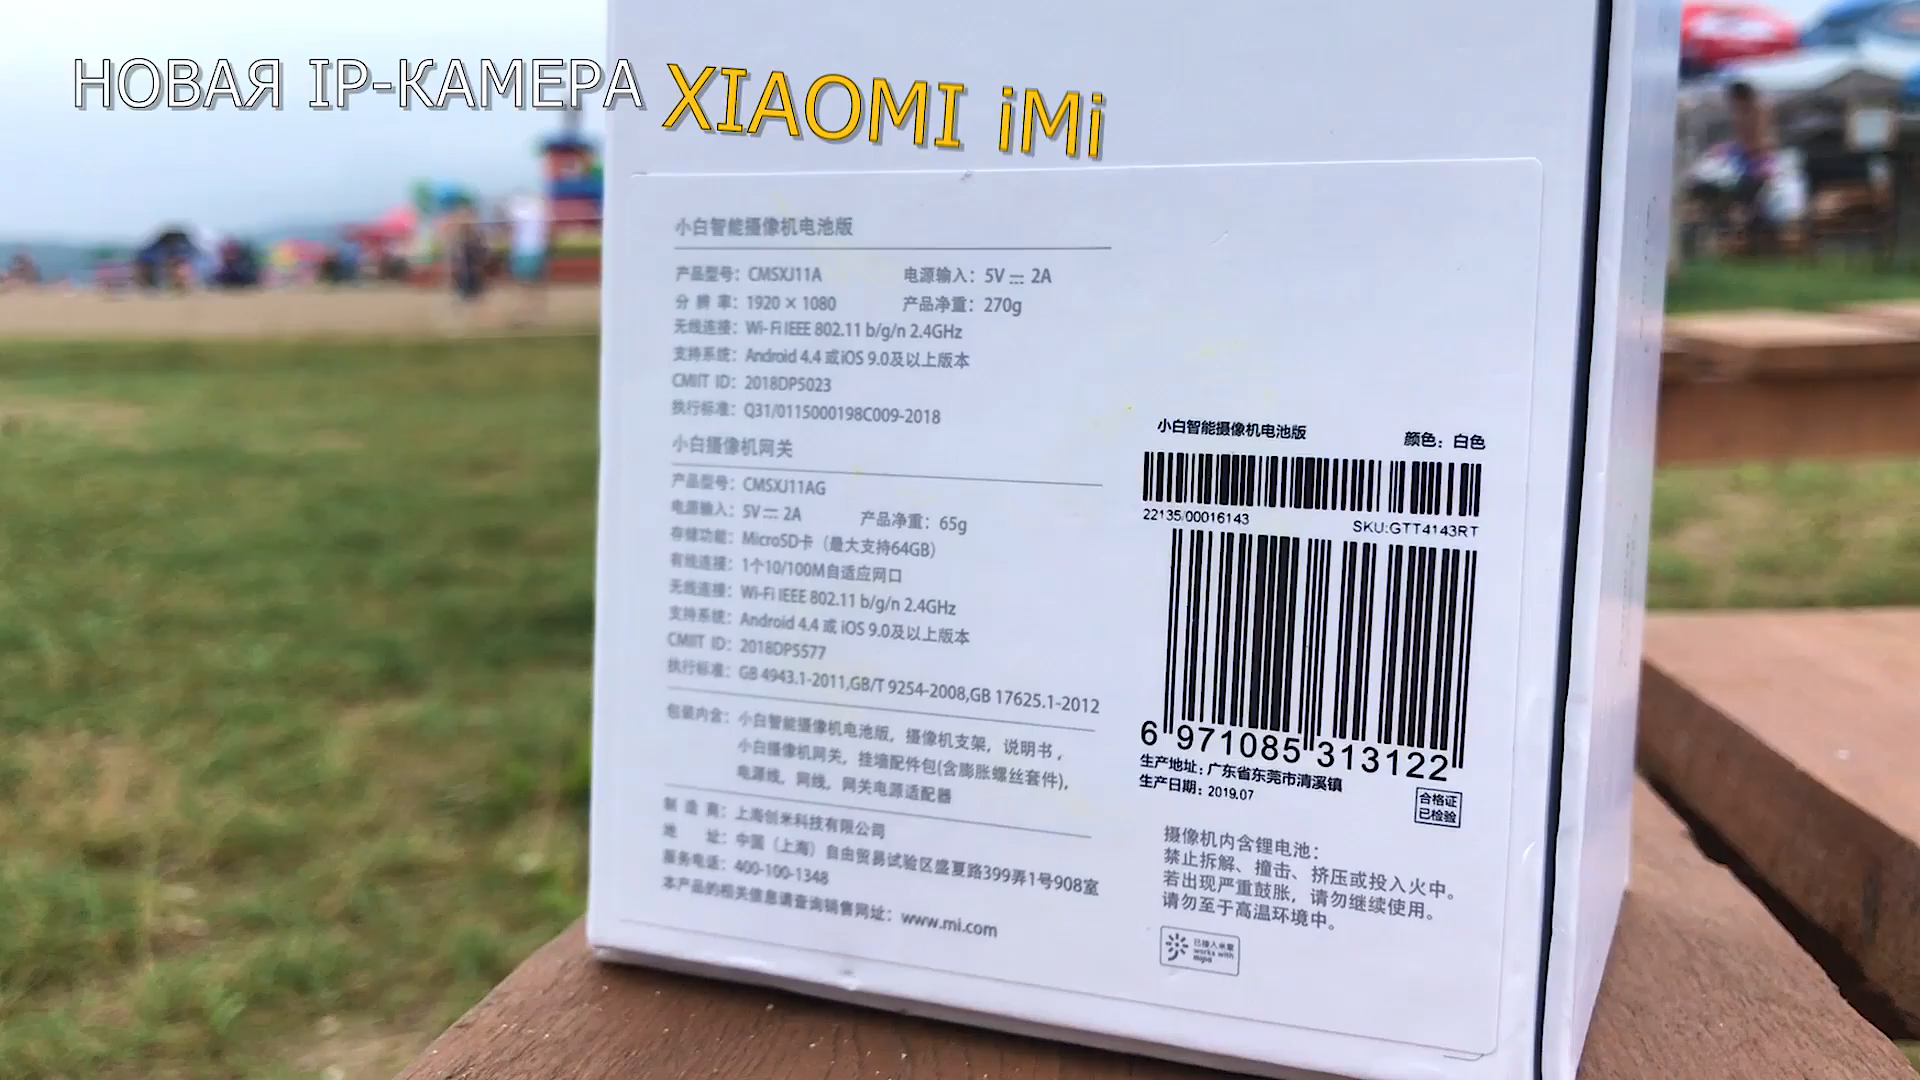 НОВАЯ IP-КАМЕРА XIAOMI iMi
小白智能摄像机电池版
产品型号：CMSXJ11A 电源输入：5V⎓2A
分 辨 率：1920 × 1080 产品净重：270g
无线连接：Wi-Fi IEEE 802.11 b/g/n 2.4GHz
支持系统：Android 4.4 或 iOS 9.0及以上版本
CMIIT ID：2018DP5023
执行标准：Q31/0115000198C009-2018
小白摄像机网关
产品型号：CMSXJ11AG
电源输入：5V⎓2A 产品净重：65g
存储功能：MicroSD卡（最大支持64GB）
有线连接：1个10/100M自适应网口
无线连接：Wi-Fi IEEE 802.11 b/g/n 2.4GHz
支持系统：Android 4.4 或 iOS 9.0及以上版本
CMIIT ID：2018DP5577
执行标准：GB 4943.1-2011,GB/T 9254-2008,GB 17625.1-2012
包装内含：小白智能摄像机电池版，摄像机支架，说明书，
小白摄像机网关，挂墙配件包(含膨胀螺丝套件)，
电源线，网线，网关电源适配器
制 造 商：上海创米科技有限公司
地 址：中国（上海）自由贸易试验区盛夏路399弄1号908室
服务电话：400-100-1348
本产品的相关信息请查询销售网址：www.mi.com
小白智能摄像机电池版 颜色：白色
22135/00016143 SKU:GTT4143RT
6 971085 313122
生产地址：广东省东莞市清溪镇
生产日期：2019.07
合格证
已检验
摄像机内含锂电池：
禁止拆解、撞击、挤压或投入火中。
若出现严重鼓胀，请勿继续使用。
请勿至于高温环境中。
已接入米家
works with
mijia